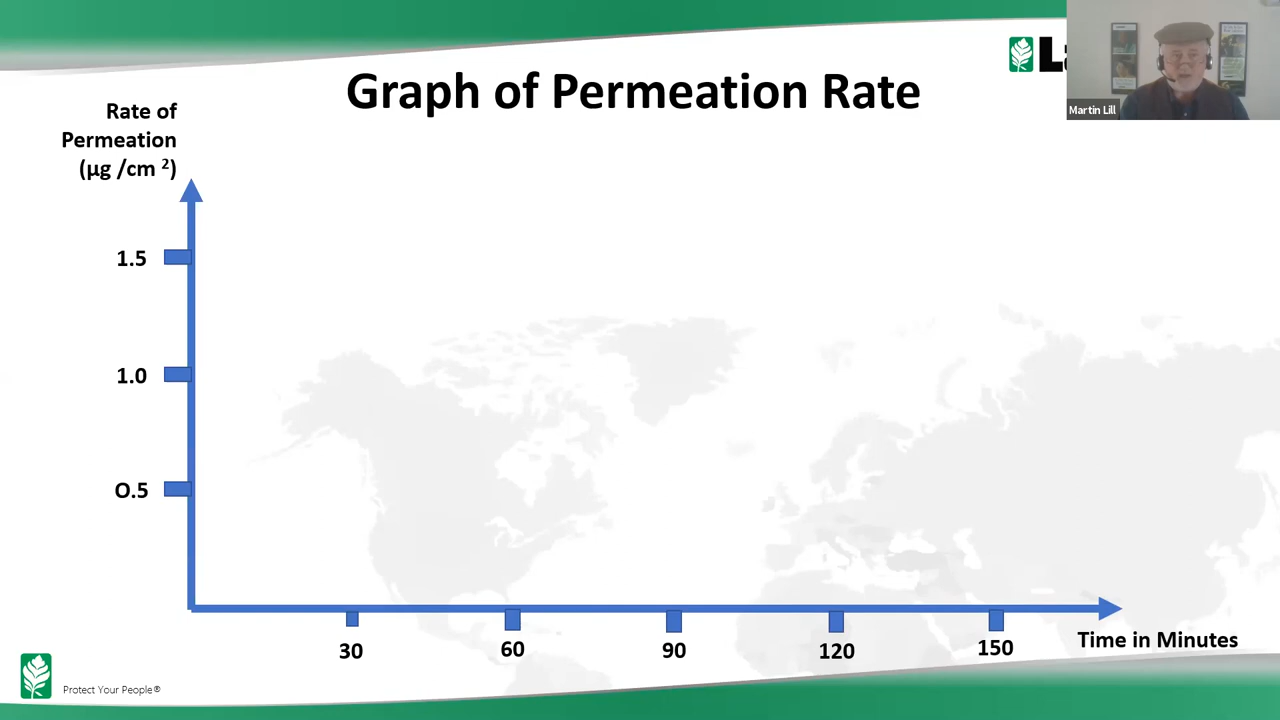 Graph of Permeation Rate
La
Martin Lill
Rate of
Permeation
(µg /cm ²)
1.5
1.0
O.5
30
60
90
120
150
Time in Minutes
Protect Your People®